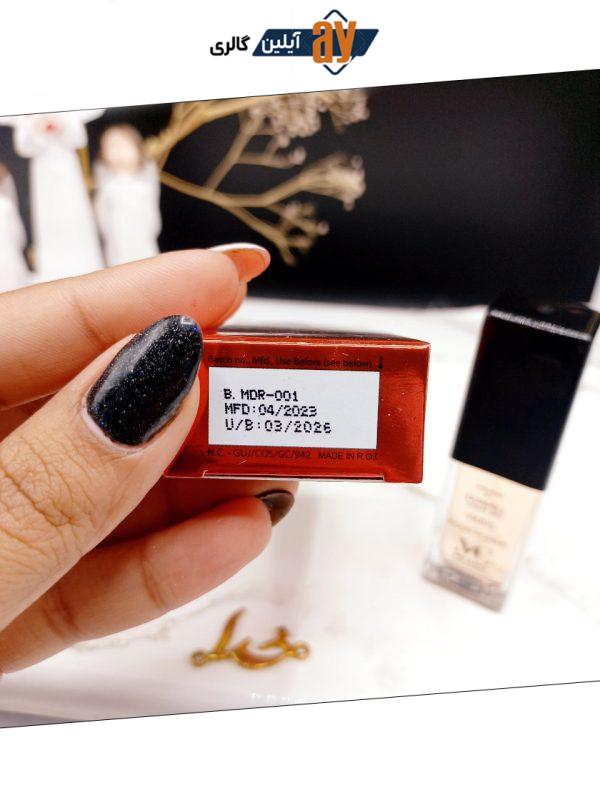 آیلین گالری
ay
Batch no., Mfd., Use Before (see below) ↓
B. MDR-001
MFD:04/2023
U/B:03/2026
N.C. - GUJ/COS/GC/942 MADE IN R.O.I.